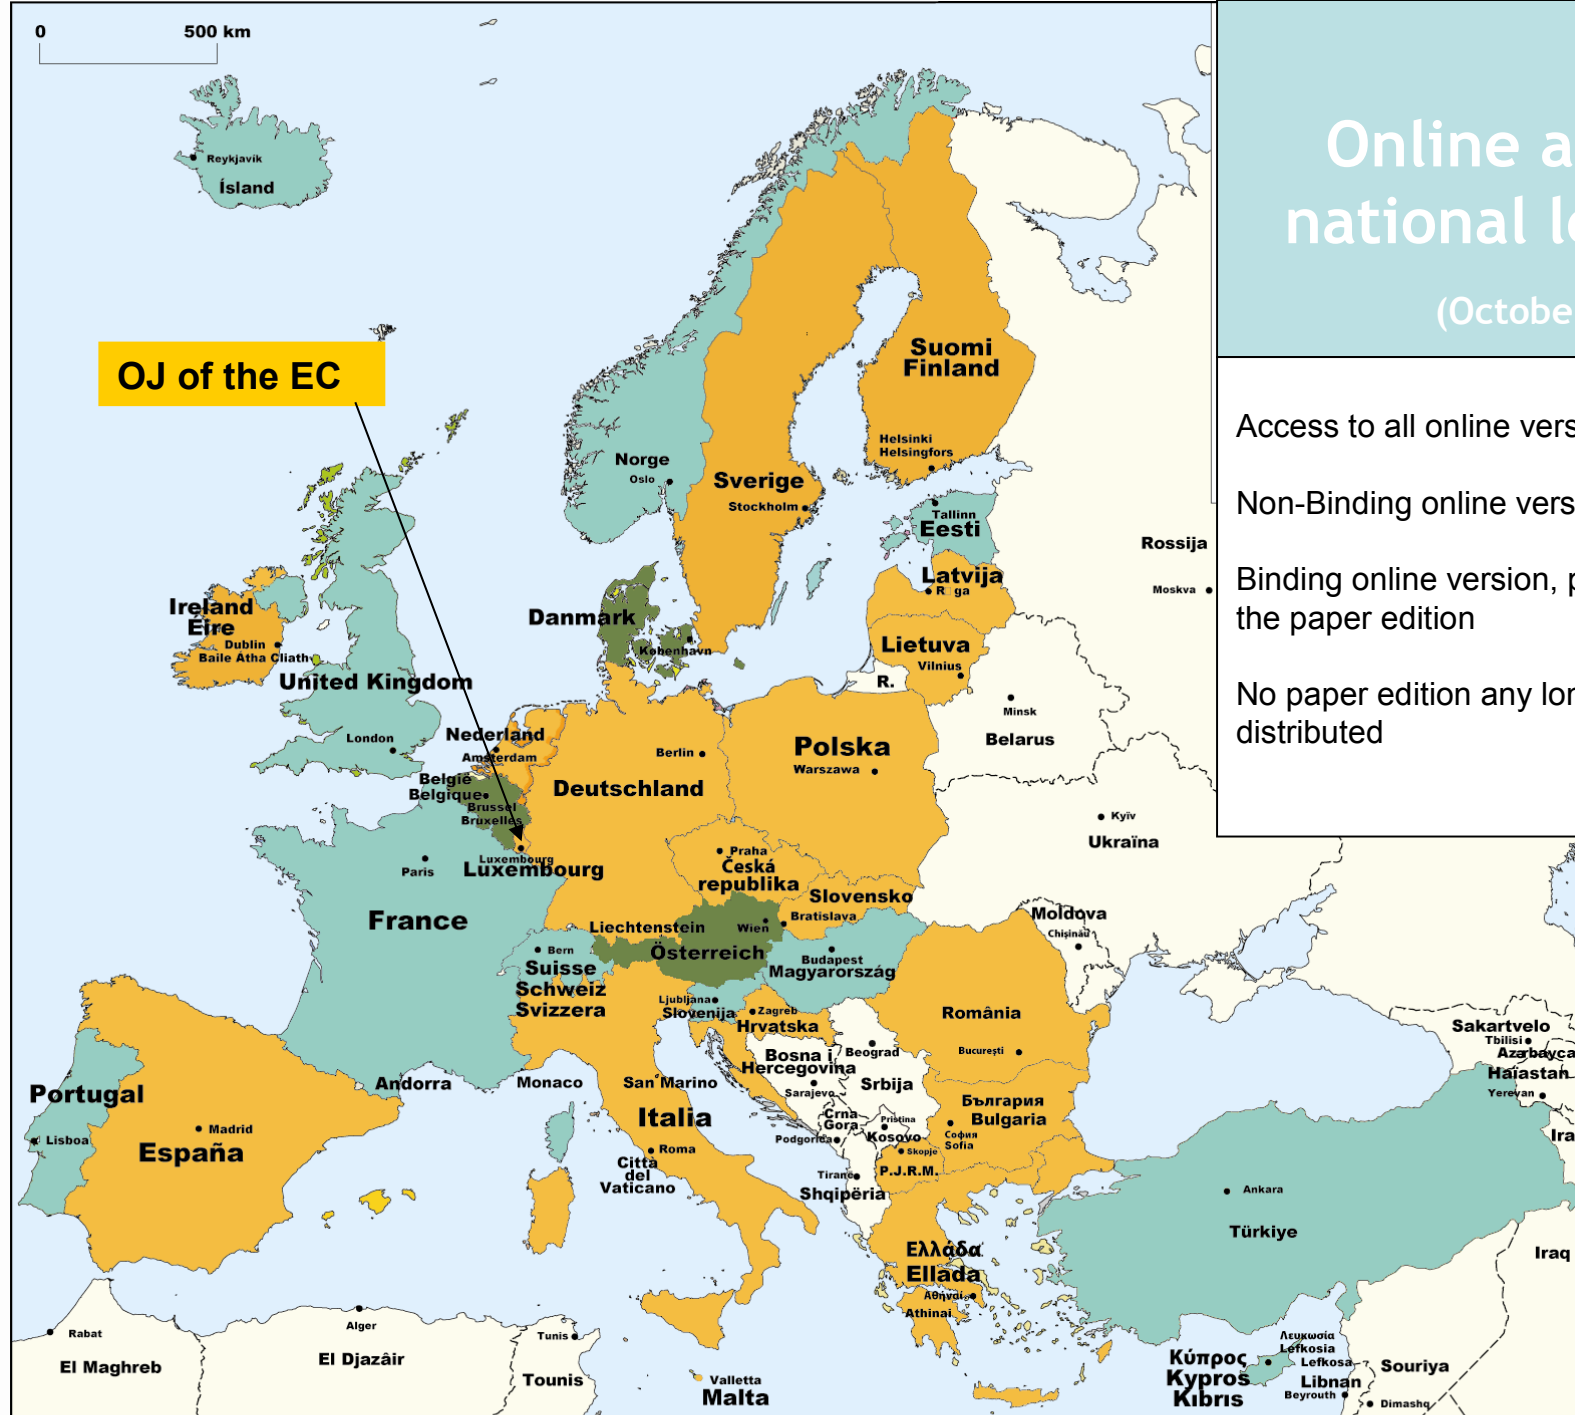 0 500 km
Reykjavík
Ísland
OJ of the EC
Online a
national l
(Octobe
Access to all online vers
Non-Binding online vers
Binding online version, p
the paper edition
No paper edition any lon
distributed
Suomi
Finland
Helsinki
Helsingfors
Norge
Oslo
Sverige
Stockholm
Tallinn
Eesti
Rossija
Moskva
Latvija
Lietuva
Vilnius
R.
Minsk
Belarus
Ireland
Éire
Dublin
Baile Átha Cliath
United Kingdom
London
Danmark
København
Nederland
Amsterdam
België
Belgique
Brussel
Bruxelles
Luxembourg
Luxembourg
Berlin
Deutschland
Polska
Warszawa
Kyïv
Ukraïna
Praha
Česká
republika
Slovensko
Bratislava
Moldova
Chişinău
Paris
France
Liechtenstein
Wien
Österreich
Bern
Suisse
Schweiz
Svizzera
Budapest
Magyarország
Ljubljana
Slovenija
Zagreb
Hrvatska
România
Bucureşti
Bosna i
Hercegovina
Sarajevo
Beograd
Srbija
Crna
Gora
Podgorica
Pristina
Kosovo
България
Bulgaria
София
Sofia
Skopje
P.J.R.M.
Tiranë
Shqipëria
Portugal
Lisboa
Madrid
España
Andorra
Monaco
San Marino
Italia
Roma
Città
del
Vaticano
Ελλάδα
Ellada
Αθήναι
Athinai
Ankara
Türkiye
Sakartvelo
Tbilisi
Azərbayca
Haiastan
Yerevan
Ira
Iraq
Rabat
El Maghreb
Alger
El Djazâir
Tunis
Tounis
Valletta
Malta
Λευκωσία
Lefkosia
Lefkosa
Κύπρος
Kypros
Kıbrıs
Libnan
Beyrouth
Souriya
Dimashq